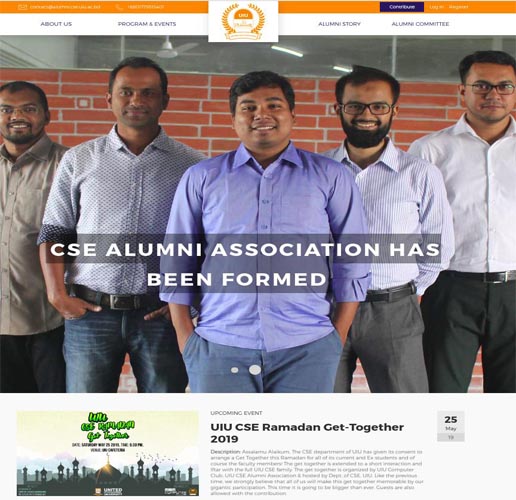 contact@alumni.cse.uiu.ac.bd
Contribute Log In Register
ABOUT US PROGRAM & EVENTS UIU ALUMNI STORY ALUMNI COMMITTEE
CSE ALUMNI ASSOCIATION HAS
BEEN FORMED
UIU
CSE RAMADAN
Get Together
DATE: SATURDAY MAY 25 2019, TIME: 5.00 PM
VENUE: UIU CAFETERIA
UPCOMING EVENT
UIU CSE Ramadan Get-Together
2019
25
May
19
Description: Assalamu Alaikum. The CSE department of UIU has given its consent to
arrange a Get Together this Ramadan for all of its current and Ex students and of
course the faculty members! The get together is extended to a short interaction and
Iftar with the full UIU CSE family. The get together is organized by UIU Computer
Club, UIU CSE Alumni Association & hosted by Dept. of CSE, UIU. Like the previous
time, we strongly believe that all of us will make this get together memorable by our
gigantic participation. This time it is going to be bigger than ever. Guests are also
allowed with the contribution